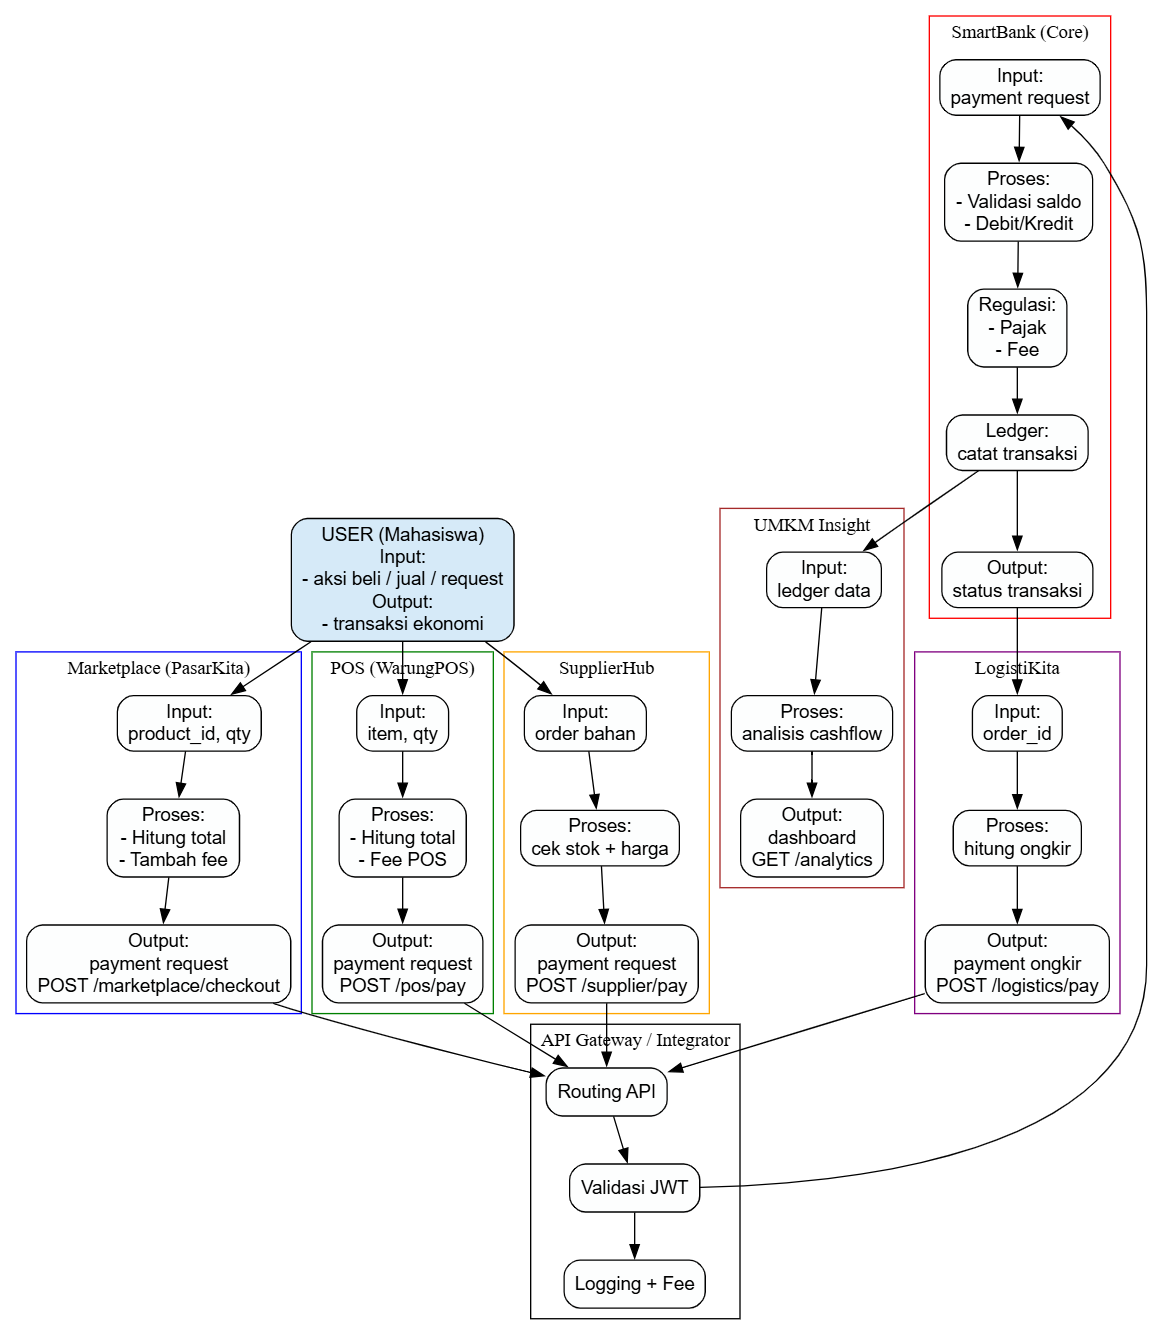 SmartBank (Core)
Input:
payment request
Proses:
- Validasi saldo
- Debit/Kredit
Regulasi:
- Pajak
- Fee
Ledger:
catat transaksi
Output:
status transaksi
UMKM Insight
Input:
ledger data
Proses:
analisis cashflow
Output:
dashboard
GET /analytics
USER (Mahasiswa)
Input:
- aksi beli / jual / request
Output:
- transaksi ekonomi
Marketplace (PasarKita)
Input:
product_id, qty
Proses:
- Hitung total
- Tambah fee
Output:
payment request
POST /marketplace/checkout
POS (WarungPOS)
Input:
item, qty
Proses:
- Hitung total
- Fee POS
Output:
payment request
POST /pos/pay
SupplierHub
Input:
order bahan
Proses:
cek stok + harga
Output:
payment request
POST /supplier/pay
LogistiKita
Input:
order_id
Proses:
hitung ongkir
Output:
payment ongkir
POST /logistics/pay
API Gateway / Integrator
Routing API
Validasi JWT
Logging + Fee